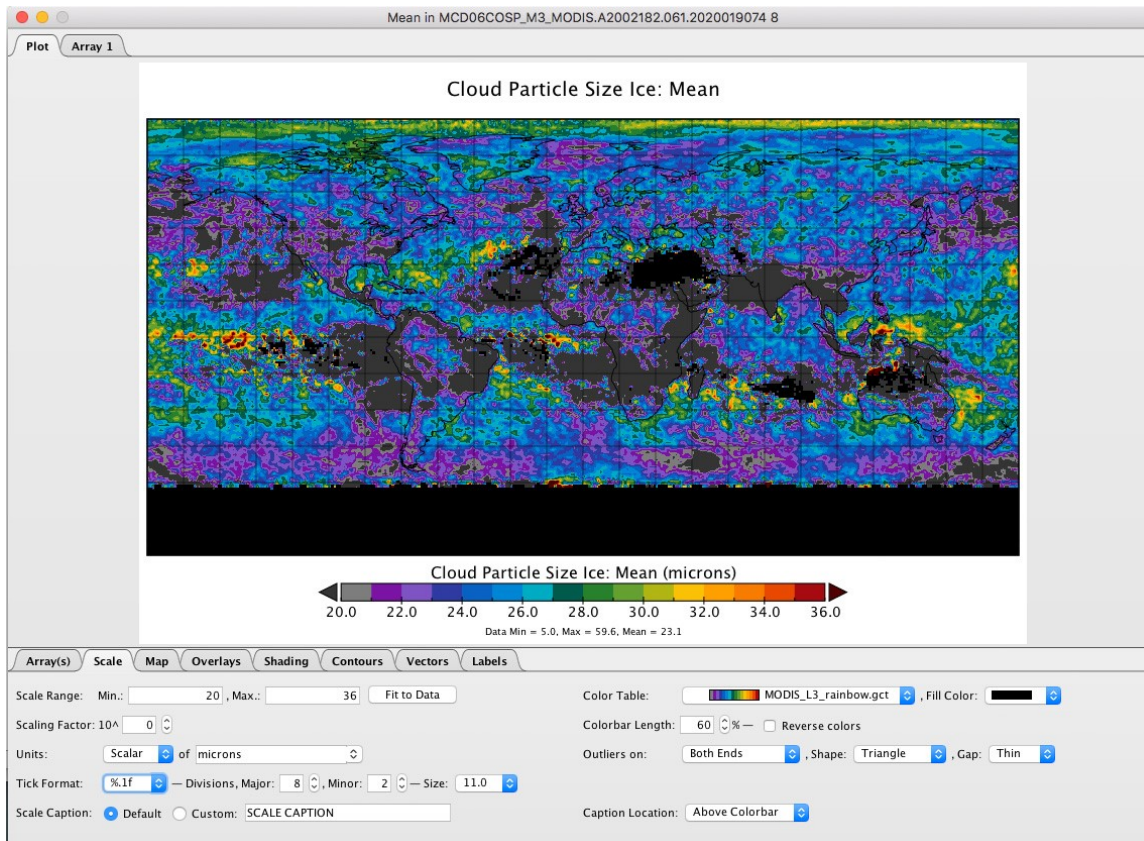 Mean in MCD06COSP_M3_MODIS.A2002182.061.2020019074 8
Plot Array 1
Cloud Particle Size Ice: Mean
Cloud Particle Size Ice: Mean (microns)
20.0 22.0 24.0 26.0 28.0 30.0 32.0 34.0 36.0
Data Min = 5.0, Max = 59.6, Mean = 23.1
Array(s) Scale Map Overlays Shading Contours Vectors Labels
Scale Range: Min.: 20 , Max.: 36 Fit to Data Color Table: MODIS_L3_rainbow.gct , Fill Color:
Scaling Factor: 10^ 0 Colorbar Length: 60 % — Reverse colors
Units: Scalar of microns Outliers on: Both Ends , Shape: Triangle , Gap: Thin
Tick Format: %.1f — Divisions, Major: 8 , Minor: 2 — Size: 11.0
Scale Caption: Default Custom: SCALE CAPTION Caption Location: Above Colorbar